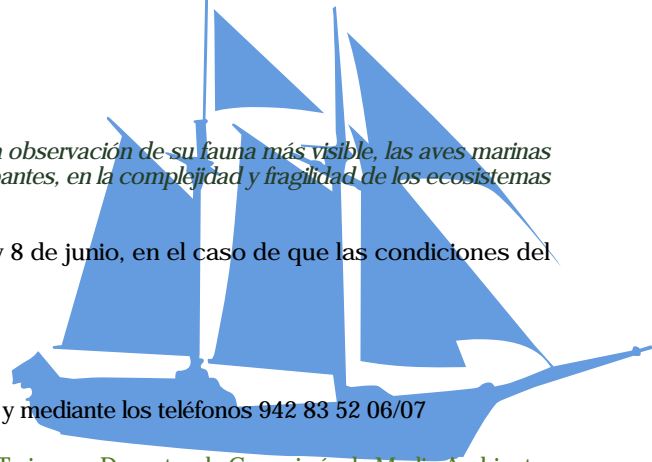 observación de su fauna más visible, las aves marinas
antes, en la complejidad y fragilidad de los ecosistemas
y 8 de junio, en el caso de que las condiciones del
y mediante los teléfonos 942 83 52 06/07